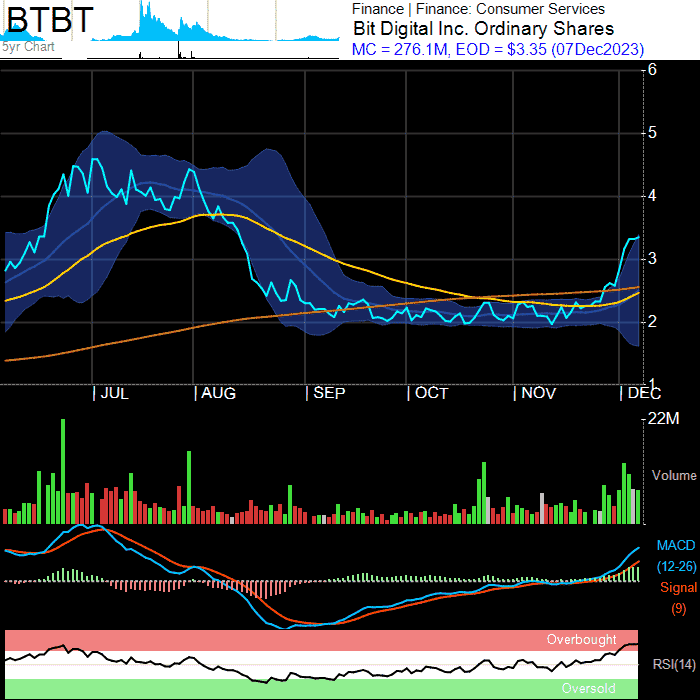 BTBT
5yr Chart
Finance | Finance: Consumer Services
Bit Digital Inc. Ordinary Shares
MC = 276.1M, EOD = $3.35 (07Dec2023)
6
5
4
3
2
1
JUL AUG SEP OCT NOV DEC
22M
Volume
MACD
(12-26)
Signal
(9)
Overbought
RSI(14)
Oversold